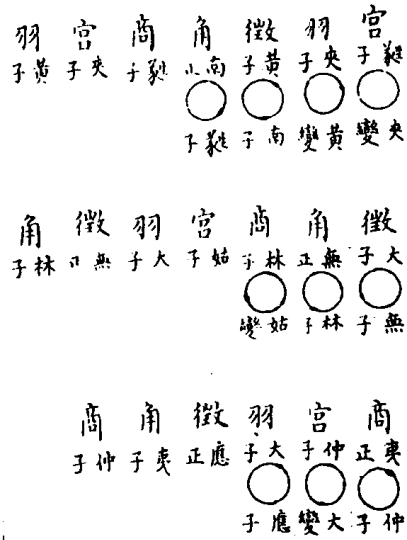 宮 羽 徵 角 商 宮 羽
蕤子 夾子 黃子 南 蕤子 夾子 黃子
夾變 黃變 南子 蕤子
徵 角 商 宮 羽 徵 角
大子 無正 林子 姑子 大子 無正 林子
無子 林子 姑變
商 宮 羽 徵 角 商
夷正 仲子 大子 應正 夷子 仲子
仲子 大變 應子